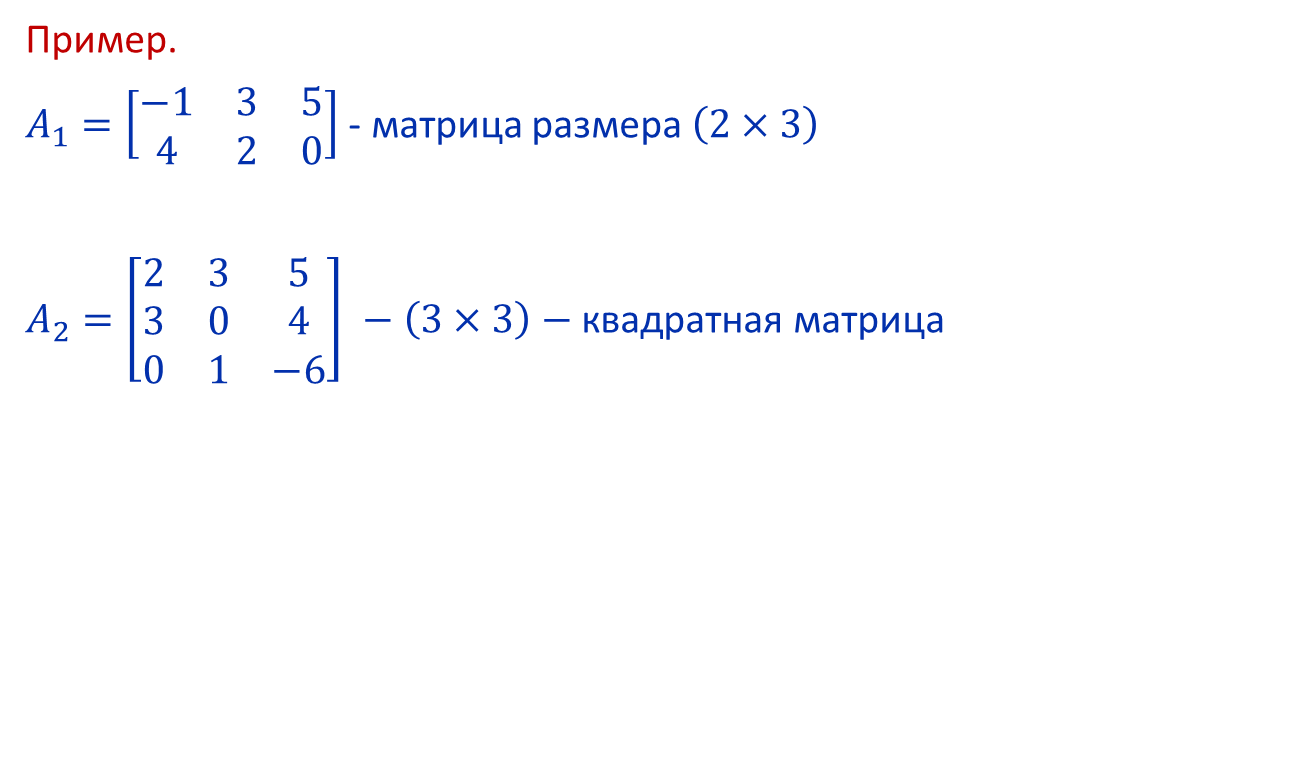 Пример.
A₁ = [−1 3 5
4 2 0] - матрица размера (2 × 3)
A₂ = [2 3 5
3 0 4
0 1 −6] − (3 × 3) − квадратная матрица